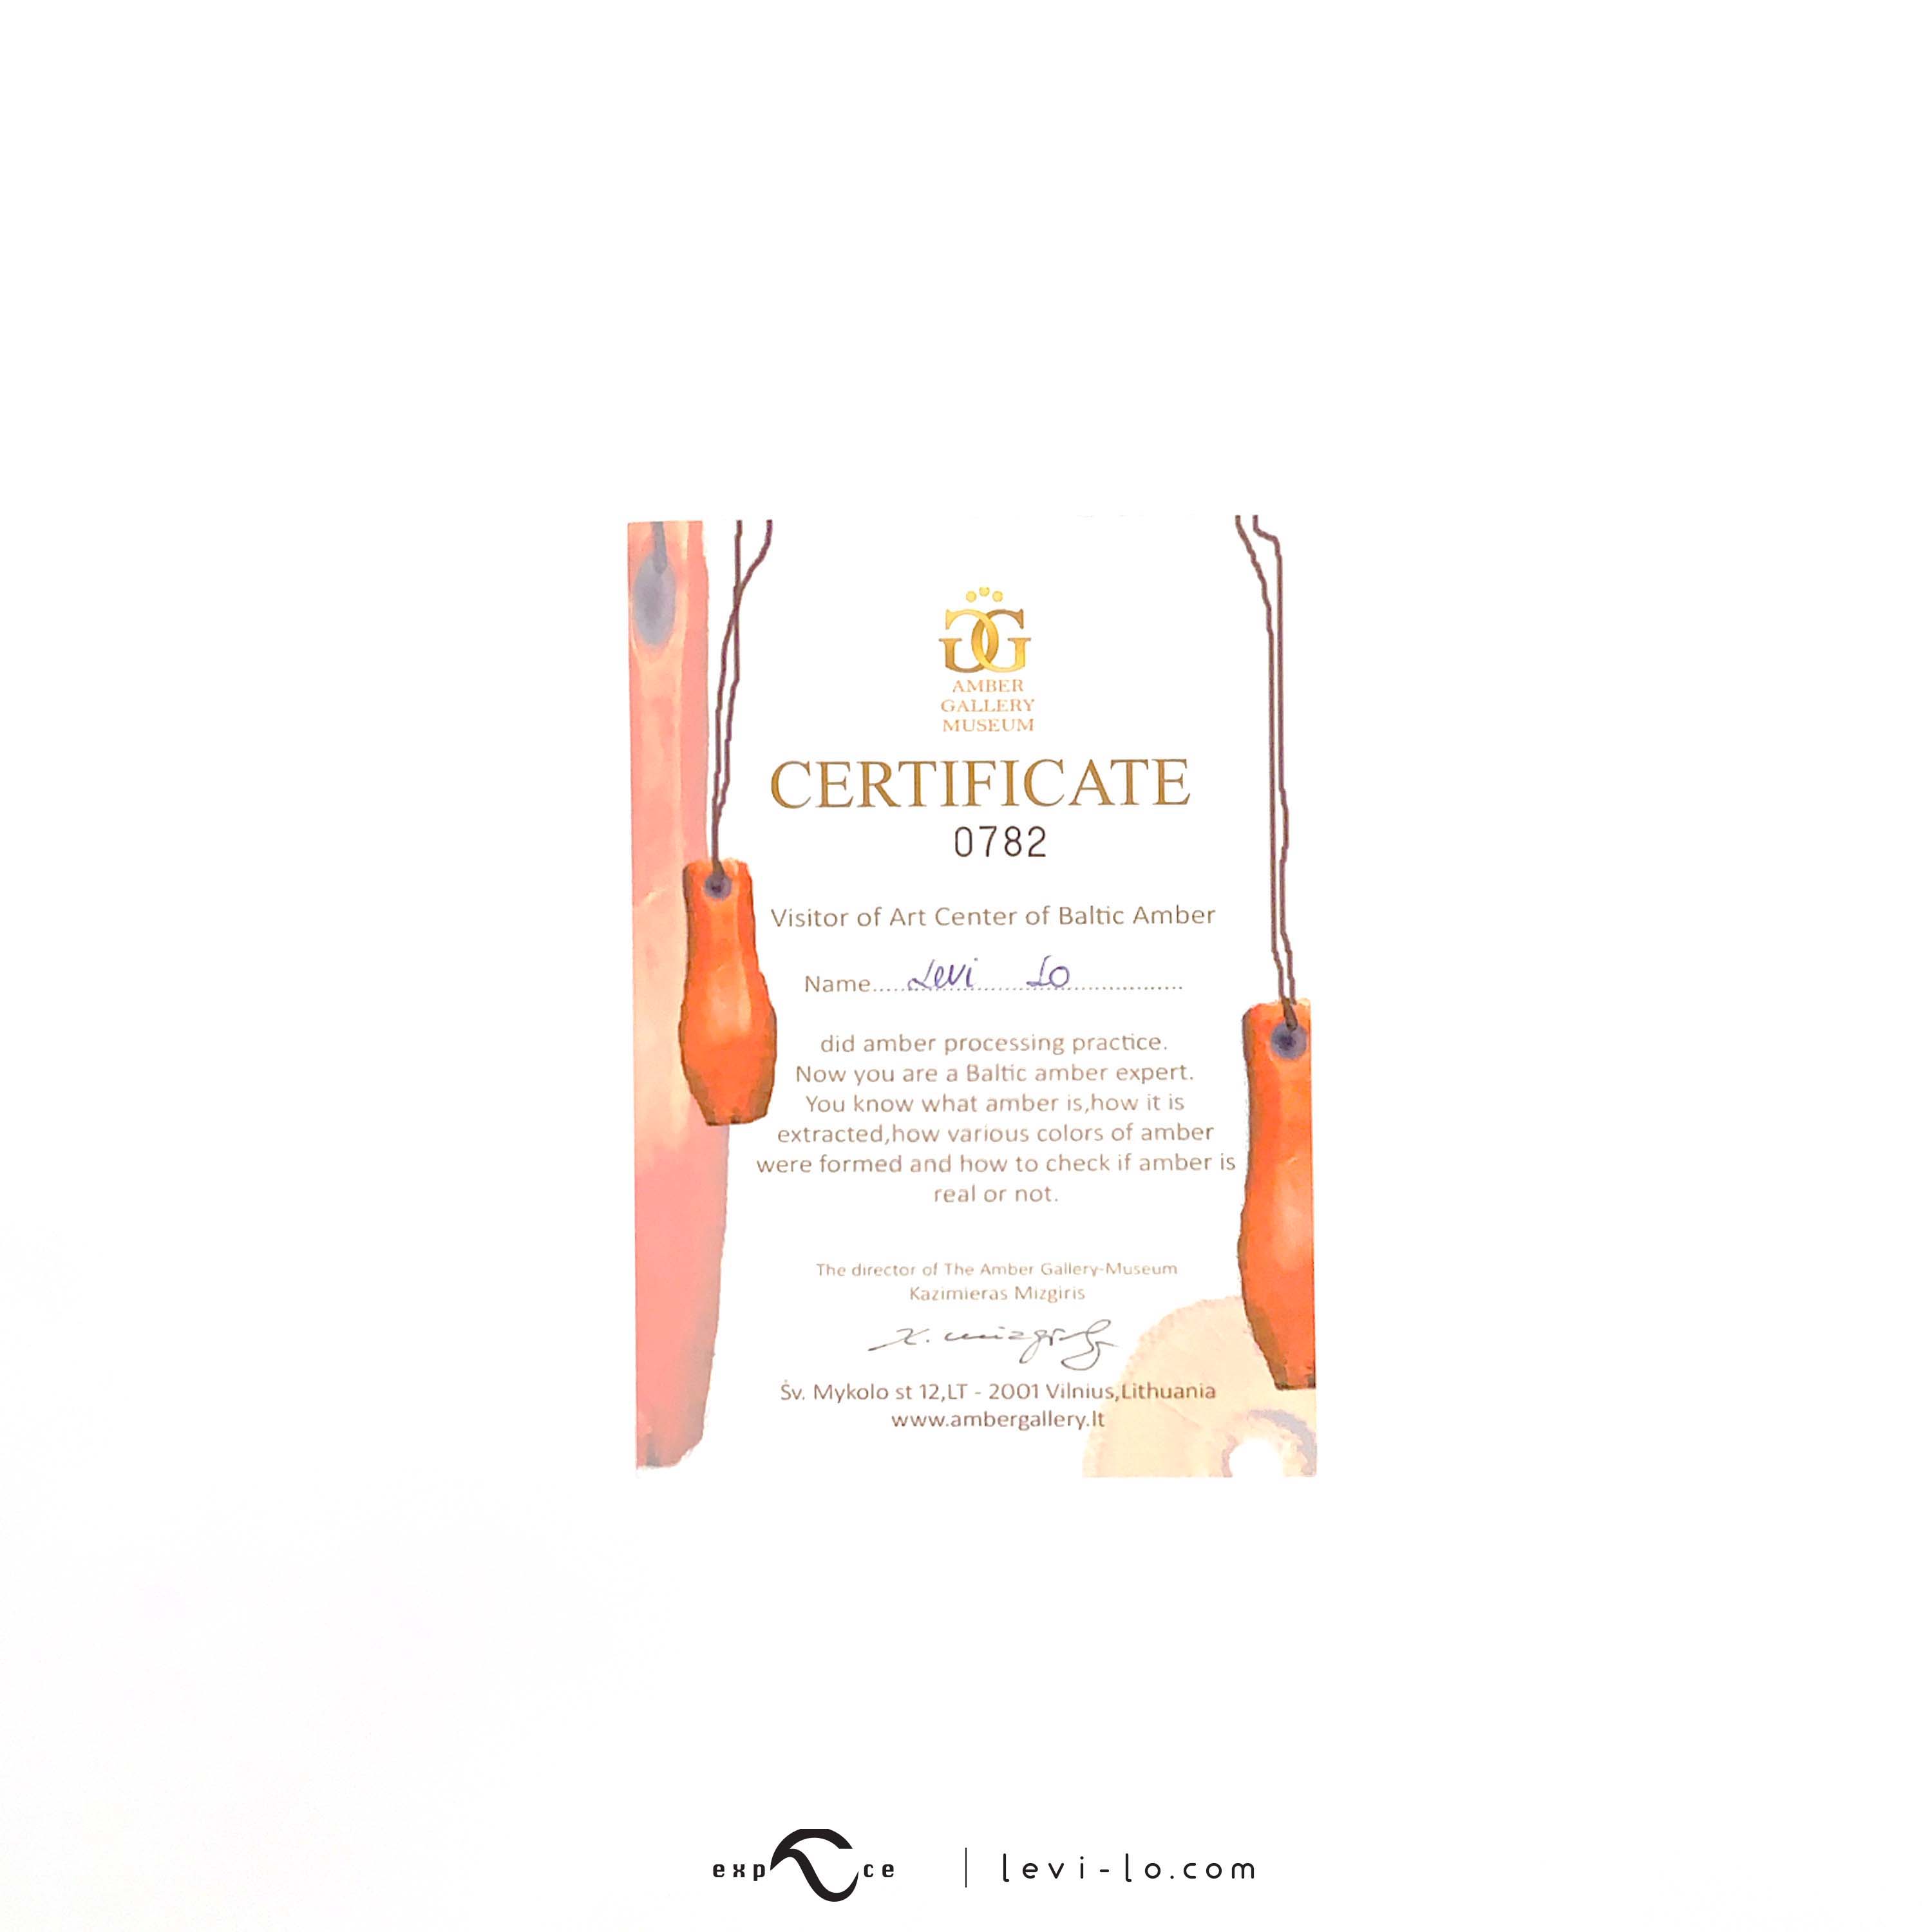 AMBER
GALLERY
MUSEUM
CERTIFICATE
0782
Visitor of Art Center of Baltic Amber
Name.....Levi Lo..................
did amber processing practice.
Now you are a Baltic amber expert.
You know what amber is,how it is
extracted,how various colors of amber
were formed and how to check if amber is
real or not.
The director of The Amber Gallery-Museum
Kazimieras Mizgiris
K. Mizgiris
Šv. Mykolo st 12,LT - 2001 Vilnius,Lithuania
www.ambergallery.lt
exp ce | levi-lo.com